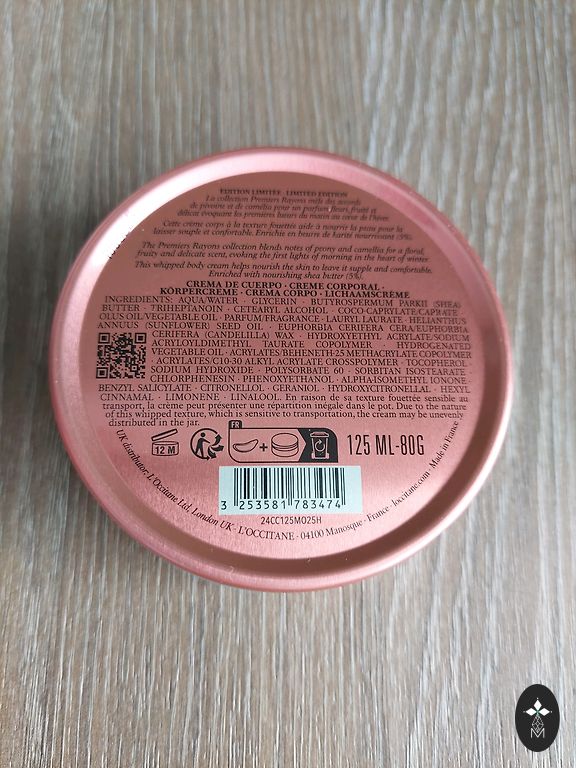 EDITION LIMITÉE · LIMITED EDITION
La collection Premiers Rayons mêle des accords
de pivoine et de camélia pour un parfum fleuri, fruité et
délicat évoquant les premières lueurs du matin au cœur de l'hiver.
Cette crème corps à la texture fouettée aide à nourrir la peau pour la
laisser souple et confortable. Enrichie en beurre de karité nourrissant (5%).
The Premiers Rayons collection blends notes of peony and camellia for a floral,
fruity and delicate scent, evoking the first lights of morning in the heart of winter.
This whipped body cream helps nourish the skin to leave it supple and comfortable.
Enriched with nourishing shea butter (5%).
CREMA DE CUERPO · CREME CORPORAL ·
KÖRPERCREME · CREMA CORPO · LICHAAMSCRÈME
INGREDIENTS: AQUA/WATER · GLYCERIN · BUTYROSPERMUM PARKII (SHEA)
BUTTER · TRIHEPTANOIN · CETEARYL ALCOHOL · COCO-CAPRYLATE/CAPRATE ·
OLUS OIL/VEGETABLE OIL · PARFUM/FRAGRANCE · LAURYL LAURATE · HELIANTHUS
ANNUUS (SUNFLOWER) SEED OIL · EUPHORBIA CERIFERA CERA/EUPHORBIA
CERIFERA (CANDELILLA) WAX · HYDROXYETHYL ACRYLATE/SODIUM
ACRYLOYLDIMETHYL TAURATE COPOLYMER · HYDROGENATED
VEGETABLE OIL · ACRYLATES/BEHENETH-25 METHACRYLATE COPOLYMER
· ACRYLATES/C10-30 ALKYL ACRYLATE CROSSPOLYMER · TOCOPHEROL ·
SODIUM HYDROXIDE · POLYSORBATE 60 · SORBITAN ISOSTEARATE ·
CHLORPHENESIN · PHENOXYETHANOL · ALPHA-ISOMETHYL IONONE ·
BENZYL SALICYLATE · CITRONELLOL · GERANIOL · HYDROXYCITRONELLAL · HEXYL
CINNAMAL · LIMONENE · LINALOOL. En raison de sa texture fouettée sensible au
transport, la crème peut présenter une répartition inégale dans le pot. Due to the nature
of this whipped texture, which is sensitive to transportation, the cream may be unevenly
distributed in the jar.
12 M
FR
125 ML-80G
3 253581 783474
24CC125MO25H
UK distributor: L'Occitane Ltd, London UK · L'OCCITANE · 04100 Manosque · France · loccitane.com · Made in France
M